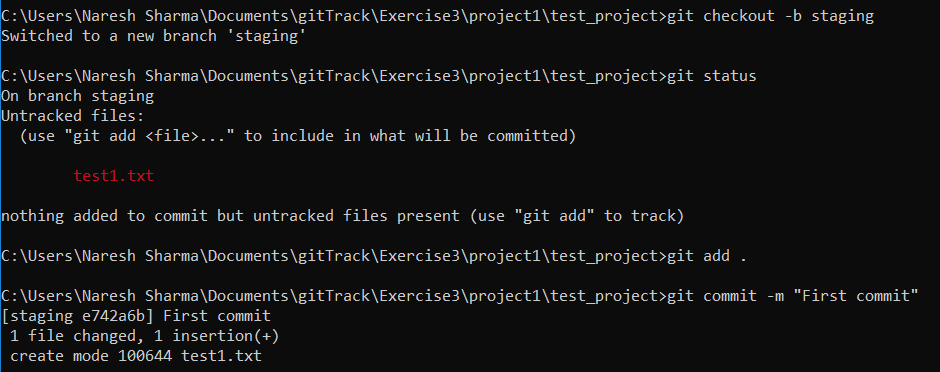 C:\Users\Naresh Sharma\Documents\gitTrack\Exercise3\project1\test_project>git checkout -b staging
Switched to a new branch 'staging'
C:\Users\Naresh Sharma\Documents\gitTrack\Exercise3\project1\test_project>git status
On branch staging
Untracked files:
  (use "git add <file>..." to include in what will be committed)
        test1.txt
nothing added to commit but untracked files present (use "git add" to track)
C:\Users\Naresh Sharma\Documents\gitTrack\Exercise3\project1\test_project>git add .
C:\Users\Naresh Sharma\Documents\gitTrack\Exercise3\project1\test_project>git commit -m "First commit"
[staging e742a6b] First commit
 1 file changed, 1 insertion(+)
 create mode 100644 test1.txt